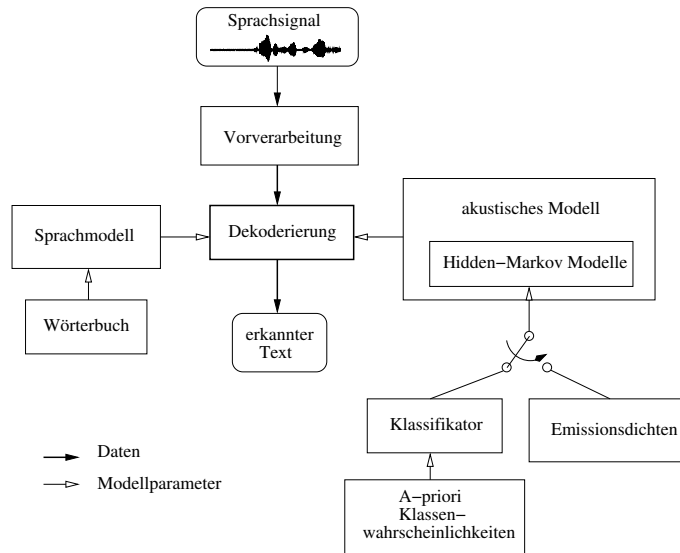 Sprachsignal
Vorverarbeitung
Sprachmodell
Dekoderierung
akustisches Modell
Hidden−Markov Modelle
Wörterbuch
erkannter
Text
Klassifikator
Emissionsdichten
Daten
Modellparameter
A−priori
Klassen−
wahrscheinlichkeiten